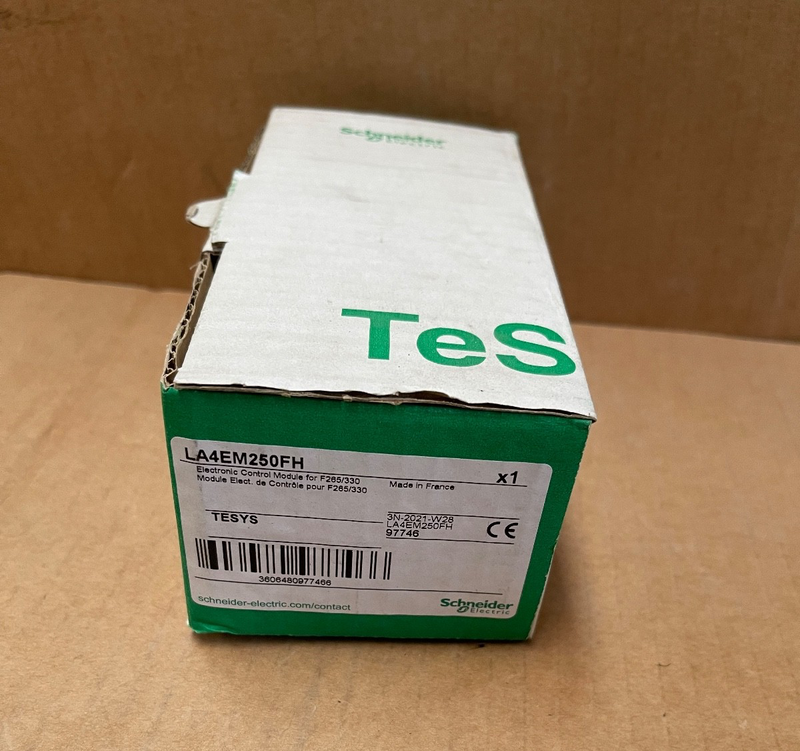 Schneider
Electric
TeS
LA4EM250FH
x1
Electronic Control Module for F265/330
Module Elect. de Contrôle pour F265/330
Made in France
TESYS
3N-2021-W28
LA4EM250FH
97746
CE
3606480977466
schneider-electric.com/contact
Schneider
Electric